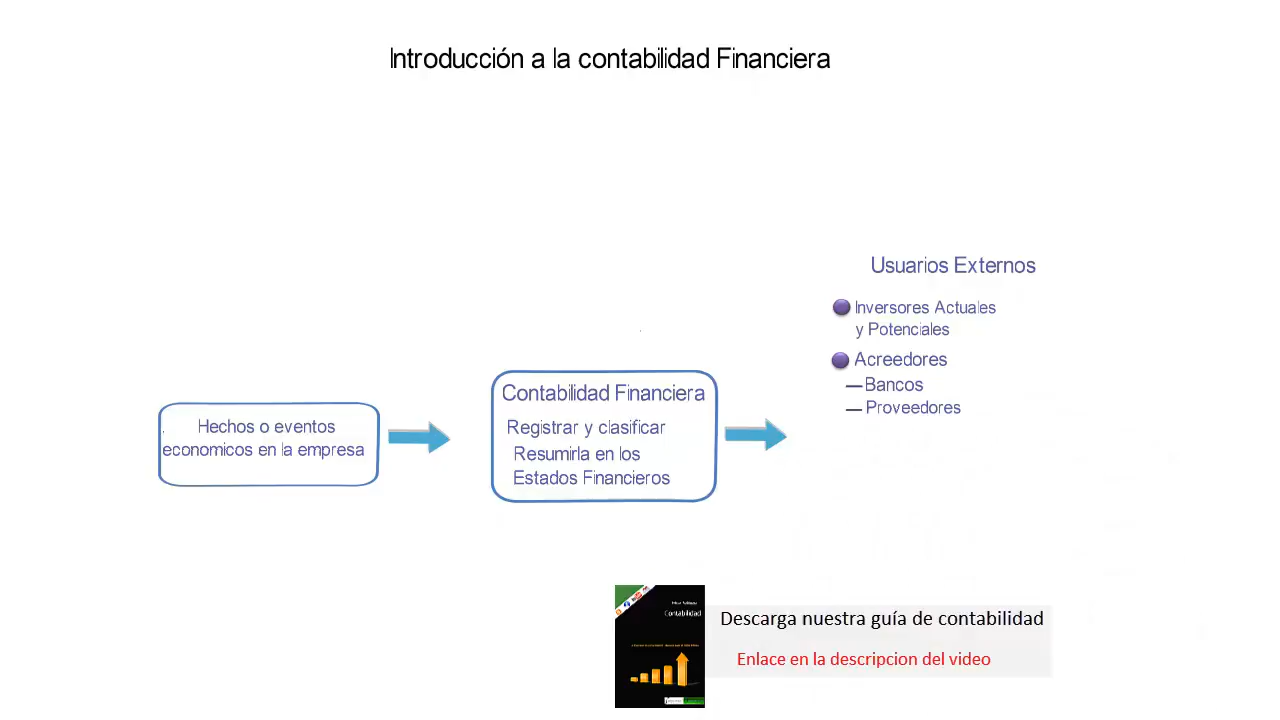 Introducción a la contabilidad Financiera
Usuarios Externos
Inversores Actuales
y Potenciales
Acreedores
—Bancos
— Proveedores
Hechos o eventos
economicos en la empresa
Contabilidad Financiera
Registrar y clasificar
Resumirla en los
Estados Financieros
Contabilidad
Descarga nuestra guía de contabilidad
Enlace en la descripcion del video